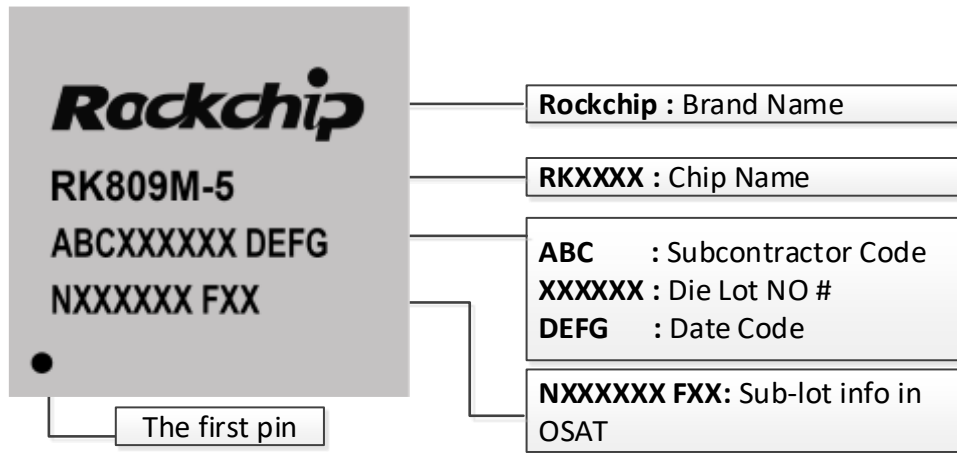 Rockchip
RK809M-5
ABCXXXXXX DEFG
NXXXXXX FXX
The first pin
Rockchip : Brand Name
RKXXXX : Chip Name
ABC : Subcontractor Code
XXXXXX : Die Lot NO #
DEFG : Date Code
NXXXXXX FXX: Sub-lot info in
OSAT